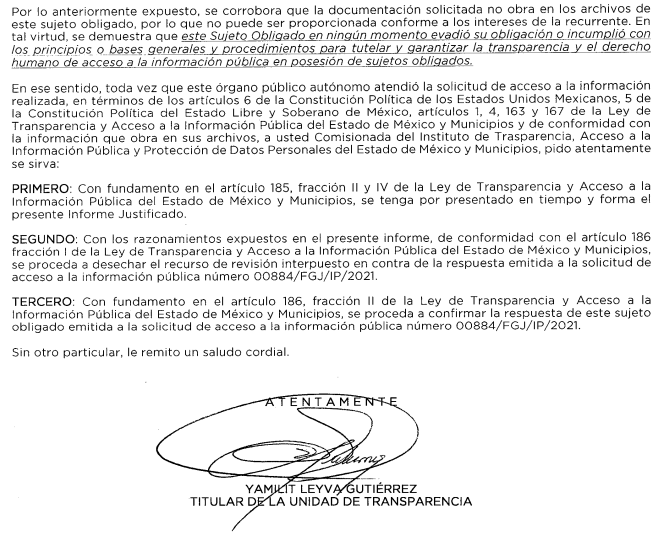 Por lo anteriormente expuesto, se corrobora que la documentación solicitada no obra en los archivos de
este sujeto obligado, por lo que no puede ser proporcionada conforme a los intereses de la recurrente. En
tal virtud, se demuestra que este Sujeto Obligado en ningún momento evadió su obligación o incumplió con
los principios o bases generales y procedimientos para tutelar y garantizar la transparencia y el derecho
humano de acceso a la información pública en posesión de sujetos obligados.
En ese sentido, toda vez que este órgano público autónomo atendió la solicitud de acceso a la información
realizada, en términos de los artículos 6 de la Constitución Política de los Estados Unidos Mexicanos, 5 de
la Constitución Política del Estado Libre y Soberano de México, artículos 1, 4, 163 y 167 de la Ley de
Transparencia y Acceso a la Información Pública del Estado de México y Municipios y de conformidad con
la información que obra en sus archivos, a usted Comisionada del Instituto de Transparencia, Acceso a la
Información Pública y Protección de Datos Personales del Estado de México y Municipios, pido atentamente
se sirva:
PRIMERO: Con fundamento en el artículo 185, fracción II y IV de la Ley de Transparencia y Acceso a la
Información Pública del Estado de México y Municipios, se tenga por presentado en tiempo y forma el
presente Informe Justificado.
SEGUNDO: Con los razonamientos expuestos en el presente informe, de conformidad con el artículo 186
fracción I de la Ley de Transparencia y Acceso a la Información Pública del Estado de México y Municipios,
se proceda a desechar el recurso de revisión interpuesto en contra de la respuesta emitida a la solicitud de
acceso a la información pública número 00884/FGJ/IP/2021.
TERCERO: Con fundamento en el artículo 186, fracción II de la Ley de Transparencia y Acceso a la
Información Pública del Estado de México y Municipios, se proceda a confirmar la respuesta de este sujeto
obligado emitida a la solicitud de acceso a la información pública número 00884/FGJ/IP/2021.
Sin otro particular, le remito un saludo cordial.
ATENTAMENTE
YAMILIT LEYVA GUTIÉRREZ
TITULAR DE LA UNIDAD DE TRANSPARENCIA